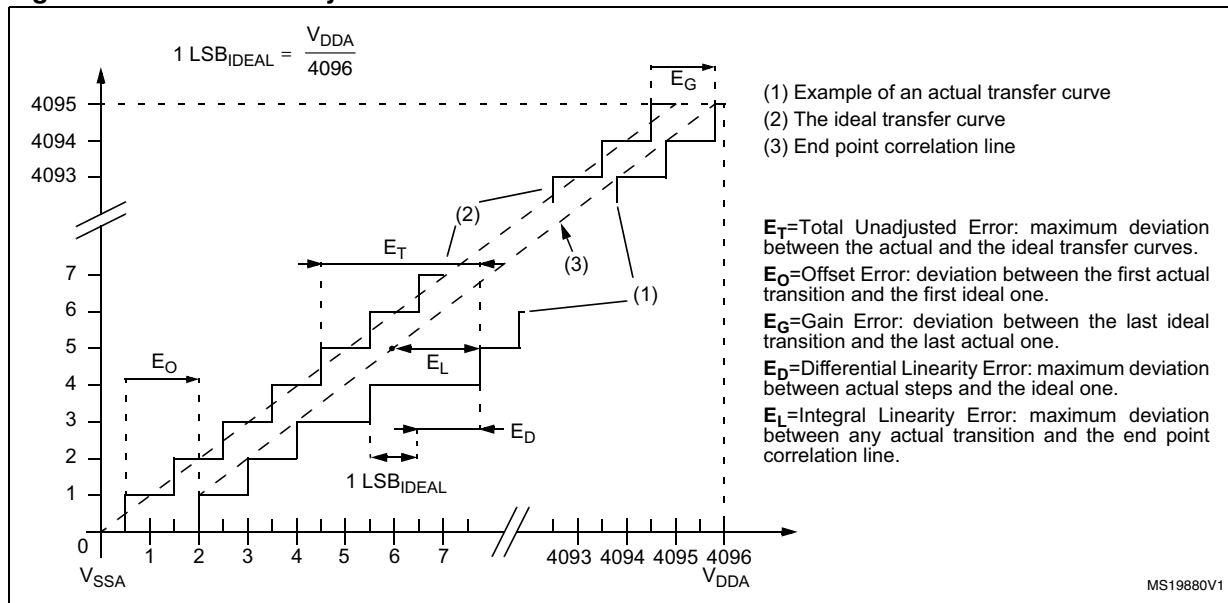 1 LSB_IDEAL = V_DDA
4096
E_G
4095
4094
4093
(1) Example of an actual transfer curve
(2) The ideal transfer curve
(3) End point correlation line
(2)
E_T
(3)
(1)
7
6
5
4
3
2
1
0
E_O
E_L
E_D
1 LSB_IDEAL
E_T=Total Unadjusted Error: maximum deviation
between the actual and the ideal transfer curves.
E_O=Offset Error: deviation between the first actual
transition and the first ideal one.
E_G=Gain Error: deviation between the last ideal
transition and the last actual one.
E_D=Differential Linearity Error: maximum deviation
between actual steps and the ideal one.
E_L=Integral Linearity Error: maximum deviation
between any actual transition and the end point
correlation line.
1 2 3 4 5 6 7 4093 4094 4095 4096
V_SSA
V_DDA
MS19880V1